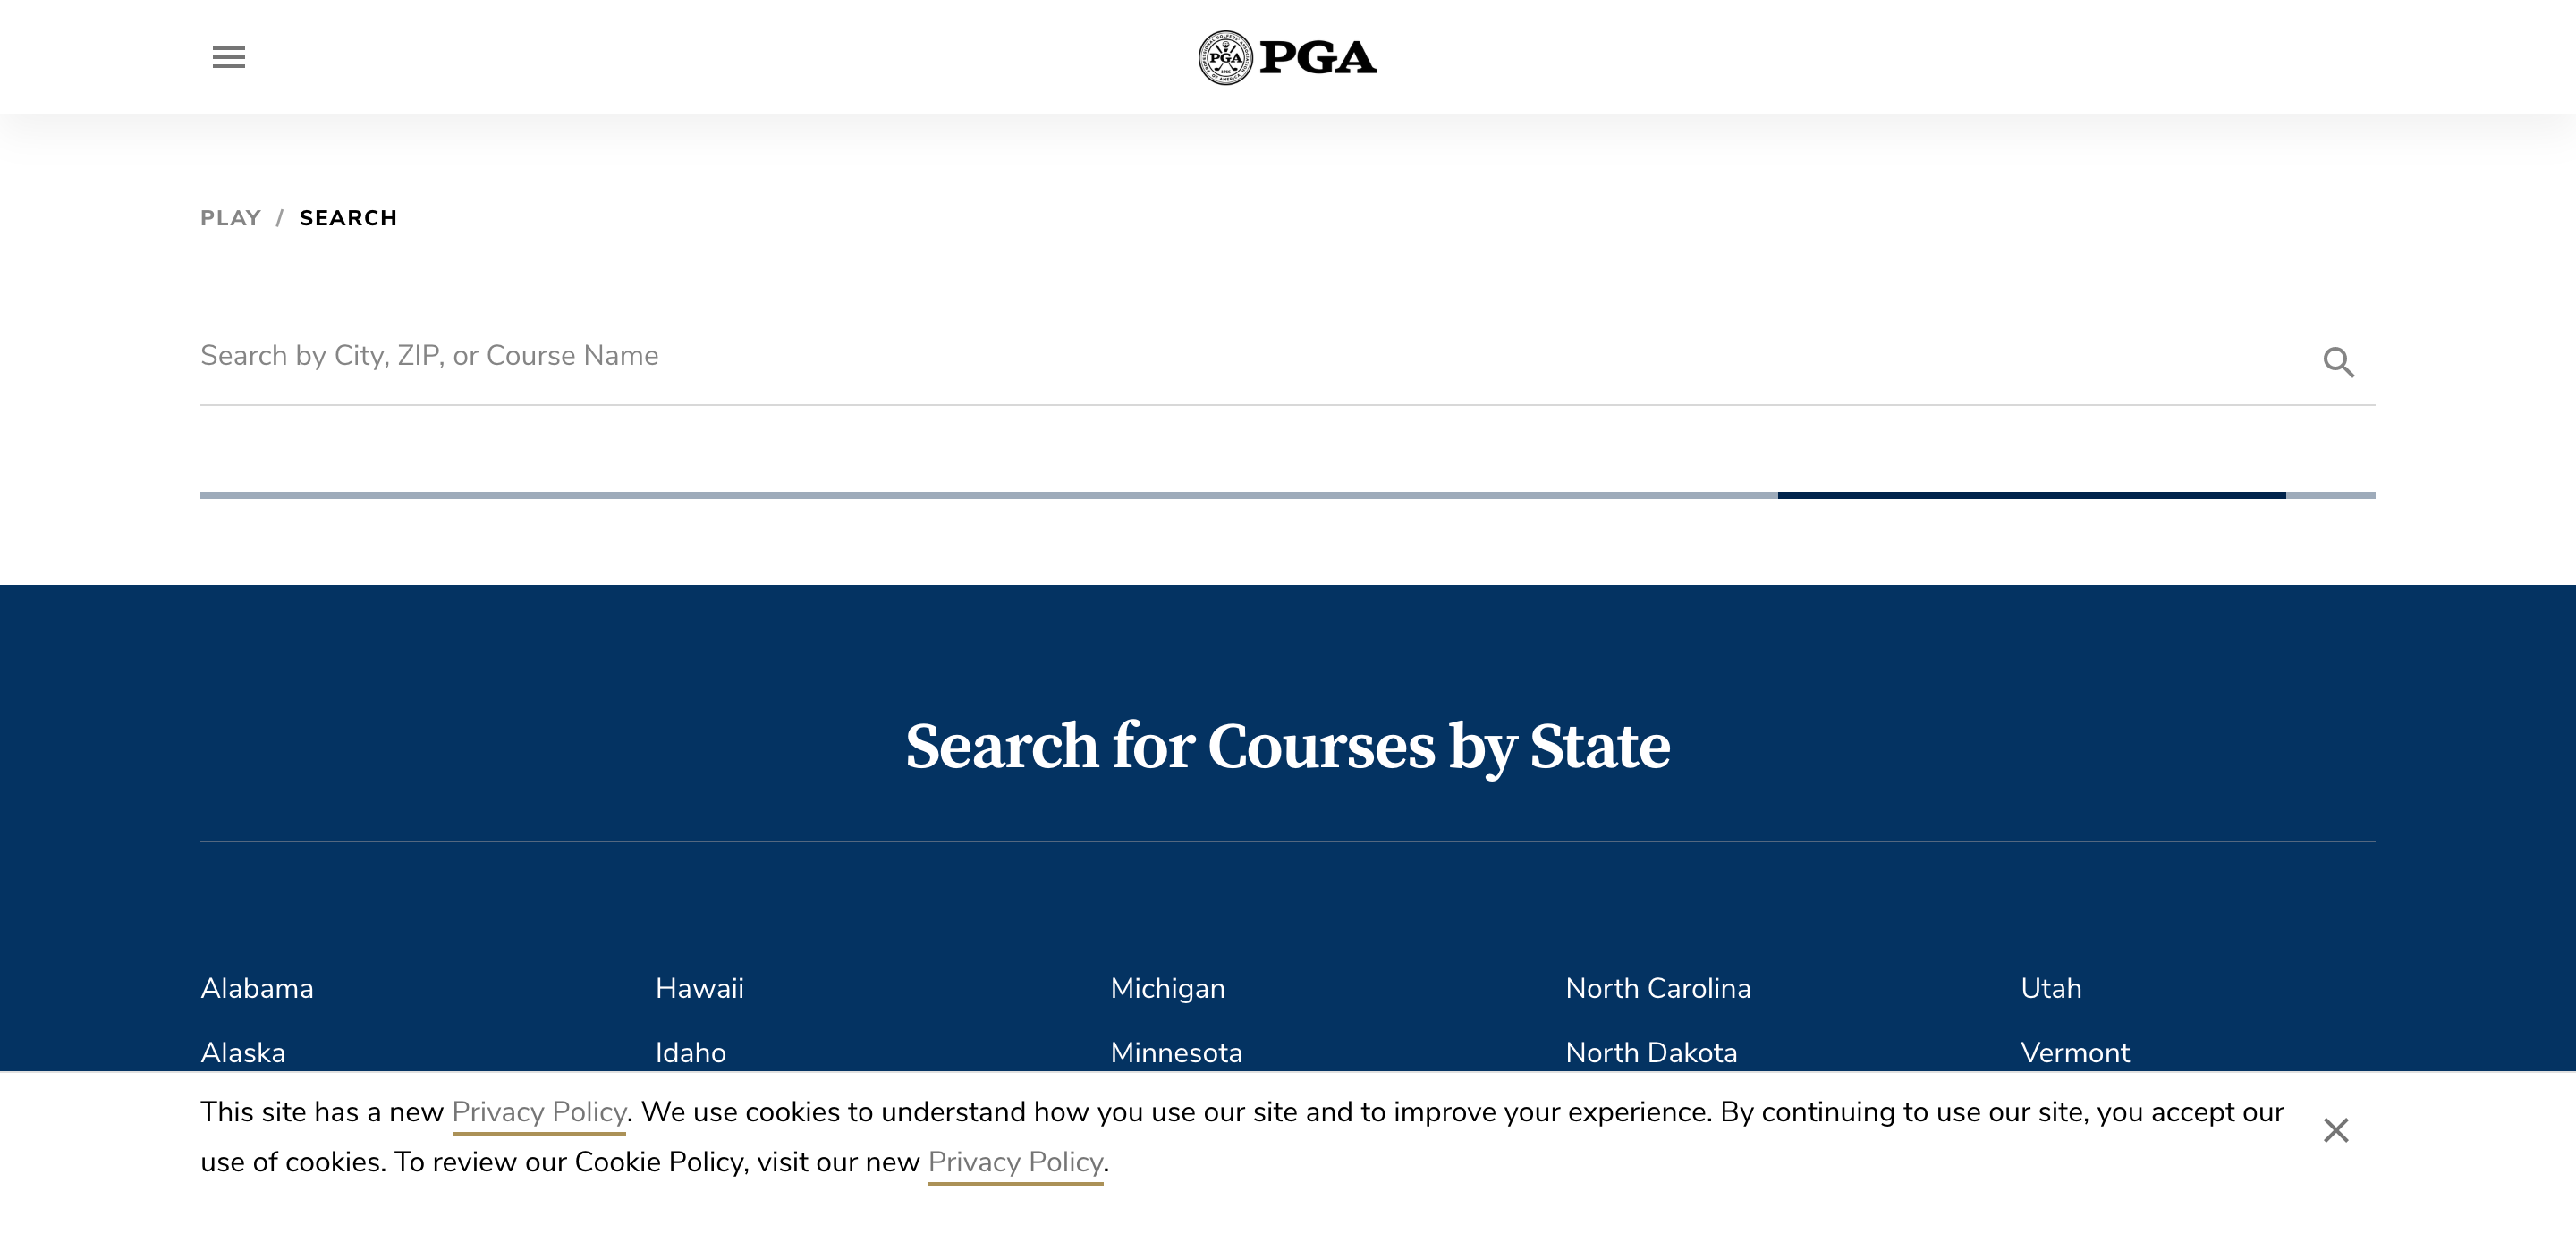 PGA
PGA
PLAY / SEARCH
Search by City, ZIP, or Course Name
Search for Courses by State
Alabama Hawaii Michigan North Carolina Utah
Alaska Idaho Minnesota North Dakota Vermont
This site has a new Privacy Policy. We use cookies to understand how you use our site and to improve your experience. By continuing to use our site, you accept our
use of cookies. To review our Cookie Policy, visit our new Privacy Policy.